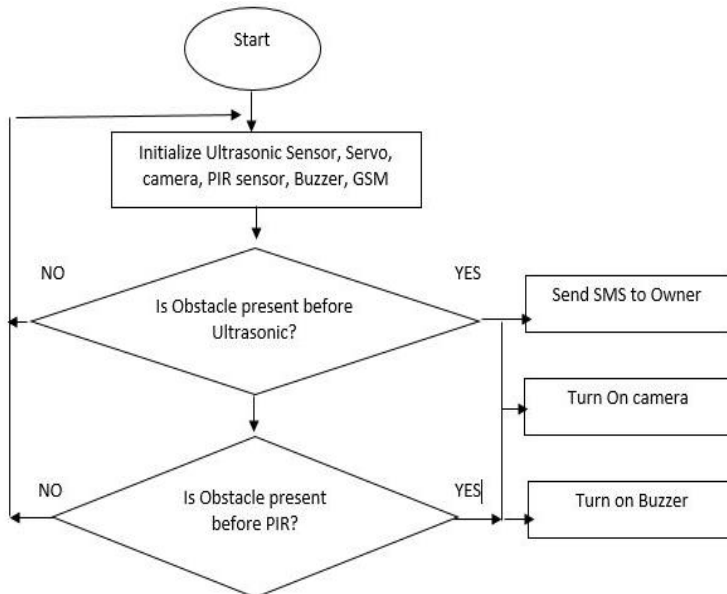 Start
Initialize Ultrasonic Sensor, Servo,
camera, PIR sensor, Buzzer, GSM
NO
YES
Is Obstacle present before
Ultrasonic?
Send SMS to Owner
Turn On camera
NO
YES
Is Obstacle present
before PIR?
Turn on Buzzer